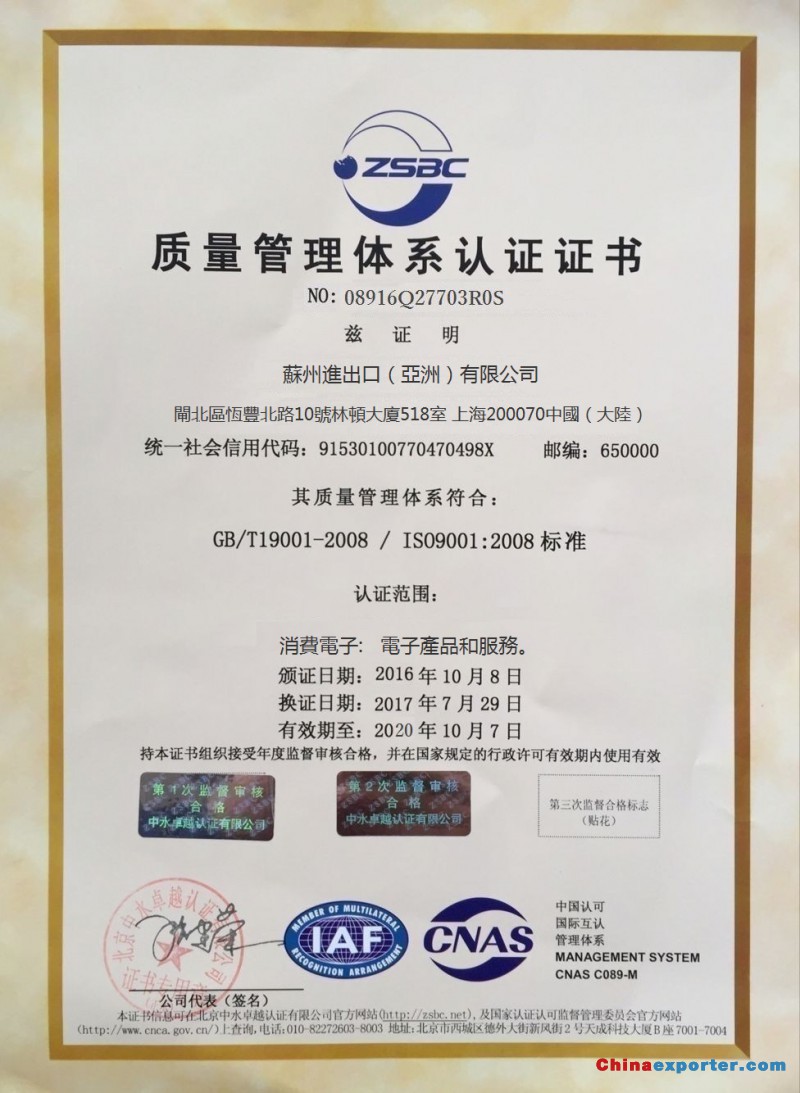 ZSBC
质量管理体系认证证书
NO: 08916Q27703R0S
兹 证 明
蘇州進出口（亞洲）有限公司
閘北區恆豐北路10號林頓大廈518室 上海200070中國（大陸）
统一社会信用代码：91530100770470498X 邮编：650000
其质量管理体系符合：
GB/T19001-2008 / ISO9001:2008 标准
认证范围：
消費電子: 電子產品和服務。
颁证日期：2016 年 10 月 8 日
换证日期：2017 年 7 月 29 日
有效期至：2020 年 10 月 7 日
持本证书组织接受年度监督审核合格，并在国家规定的行政许可有效期内使用有效
第1次监督审核
合格
中水卓越认证有限公司
第2次监督审核
合格
中水卓越认证有限公司
第三次监督合格标志
（贴花）
北京中水卓越认证有限公司
证书专用章
MEMBER OF MULTILATERAL
IAF
RECOGNITION ARRANGEMENT
CNAS
中国认可
国际互认
管理体系
MANAGEMENT SYSTEM
CNAS C089-M
公司代表（签名）
本证书信息可在北京中水卓越认证有限公司官方网站(http://zsbc.net),及国家认证认可监督管理委员会官方网站
(http://www.cnca.gov.cn/)上查询,电话:010-82272603-8003 地址:北京市西城区德外大街新风街2号天成科技大厦B座7001-7004
Chinaexporter.com